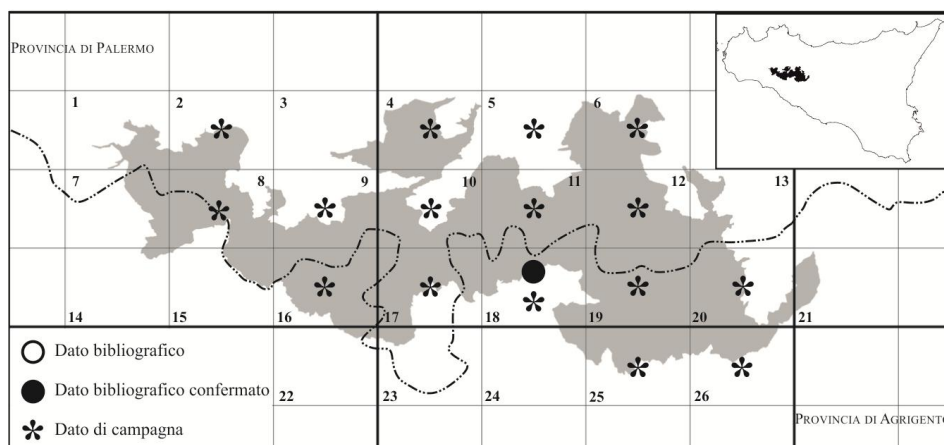 PROVINCIA DI PALERMO
1 2 3 4 5 6
7 8 9 10 11 12 13
14 15 16 17 18 19 20 21
22 23 24 25 26
Dato bibliografico
Dato bibliografico confermato
Dato di campagna
PROVINCIA DI AGRIGENTO